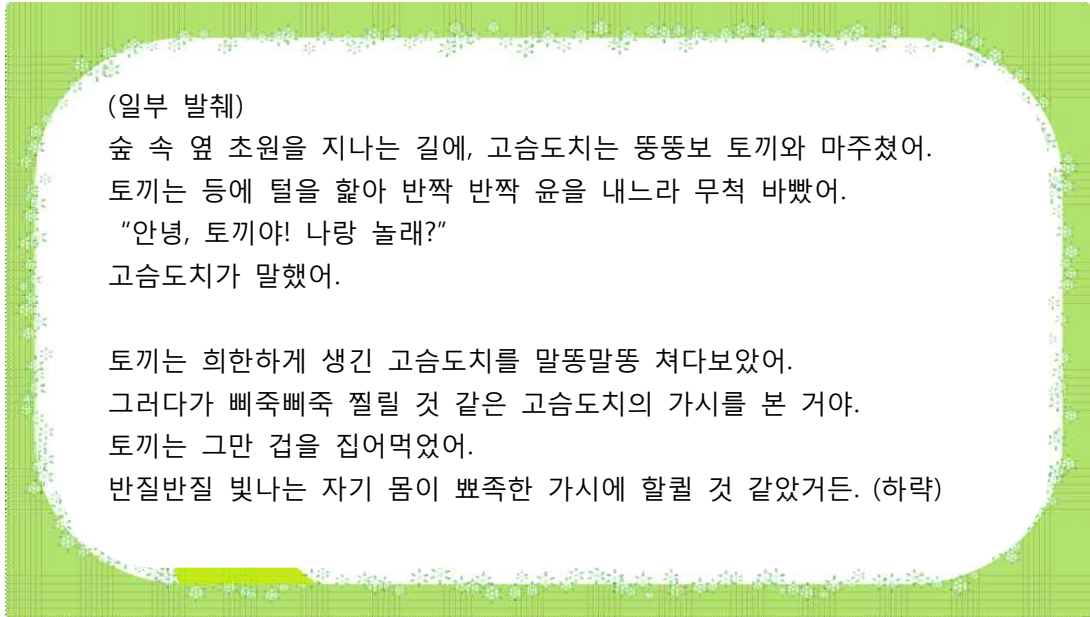 (일부 발췌)
숲 속 옆 초원을 지나는 길에, 고슴도치는 뚱뚱보 토끼와 마주쳤어.
토끼는 등에 털을 핥아 반짝 반짝 윤을 내느라 무척 바빴어.
“안녕, 토끼야! 나랑 놀래?”
고슴도치가 말했어.
토끼는 희한하게 생긴 고슴도치를 말똥말똥 쳐다보았어.
그러다가 삐죽삐죽 찔릴 것 같은 고슴도치의 가시를 본 거야.
토끼는 그만 겁을 집어먹었어.
반질반질 빛나는 자기 몸이 뾰족한 가시에 할퀼 것 같았거든. (하략)